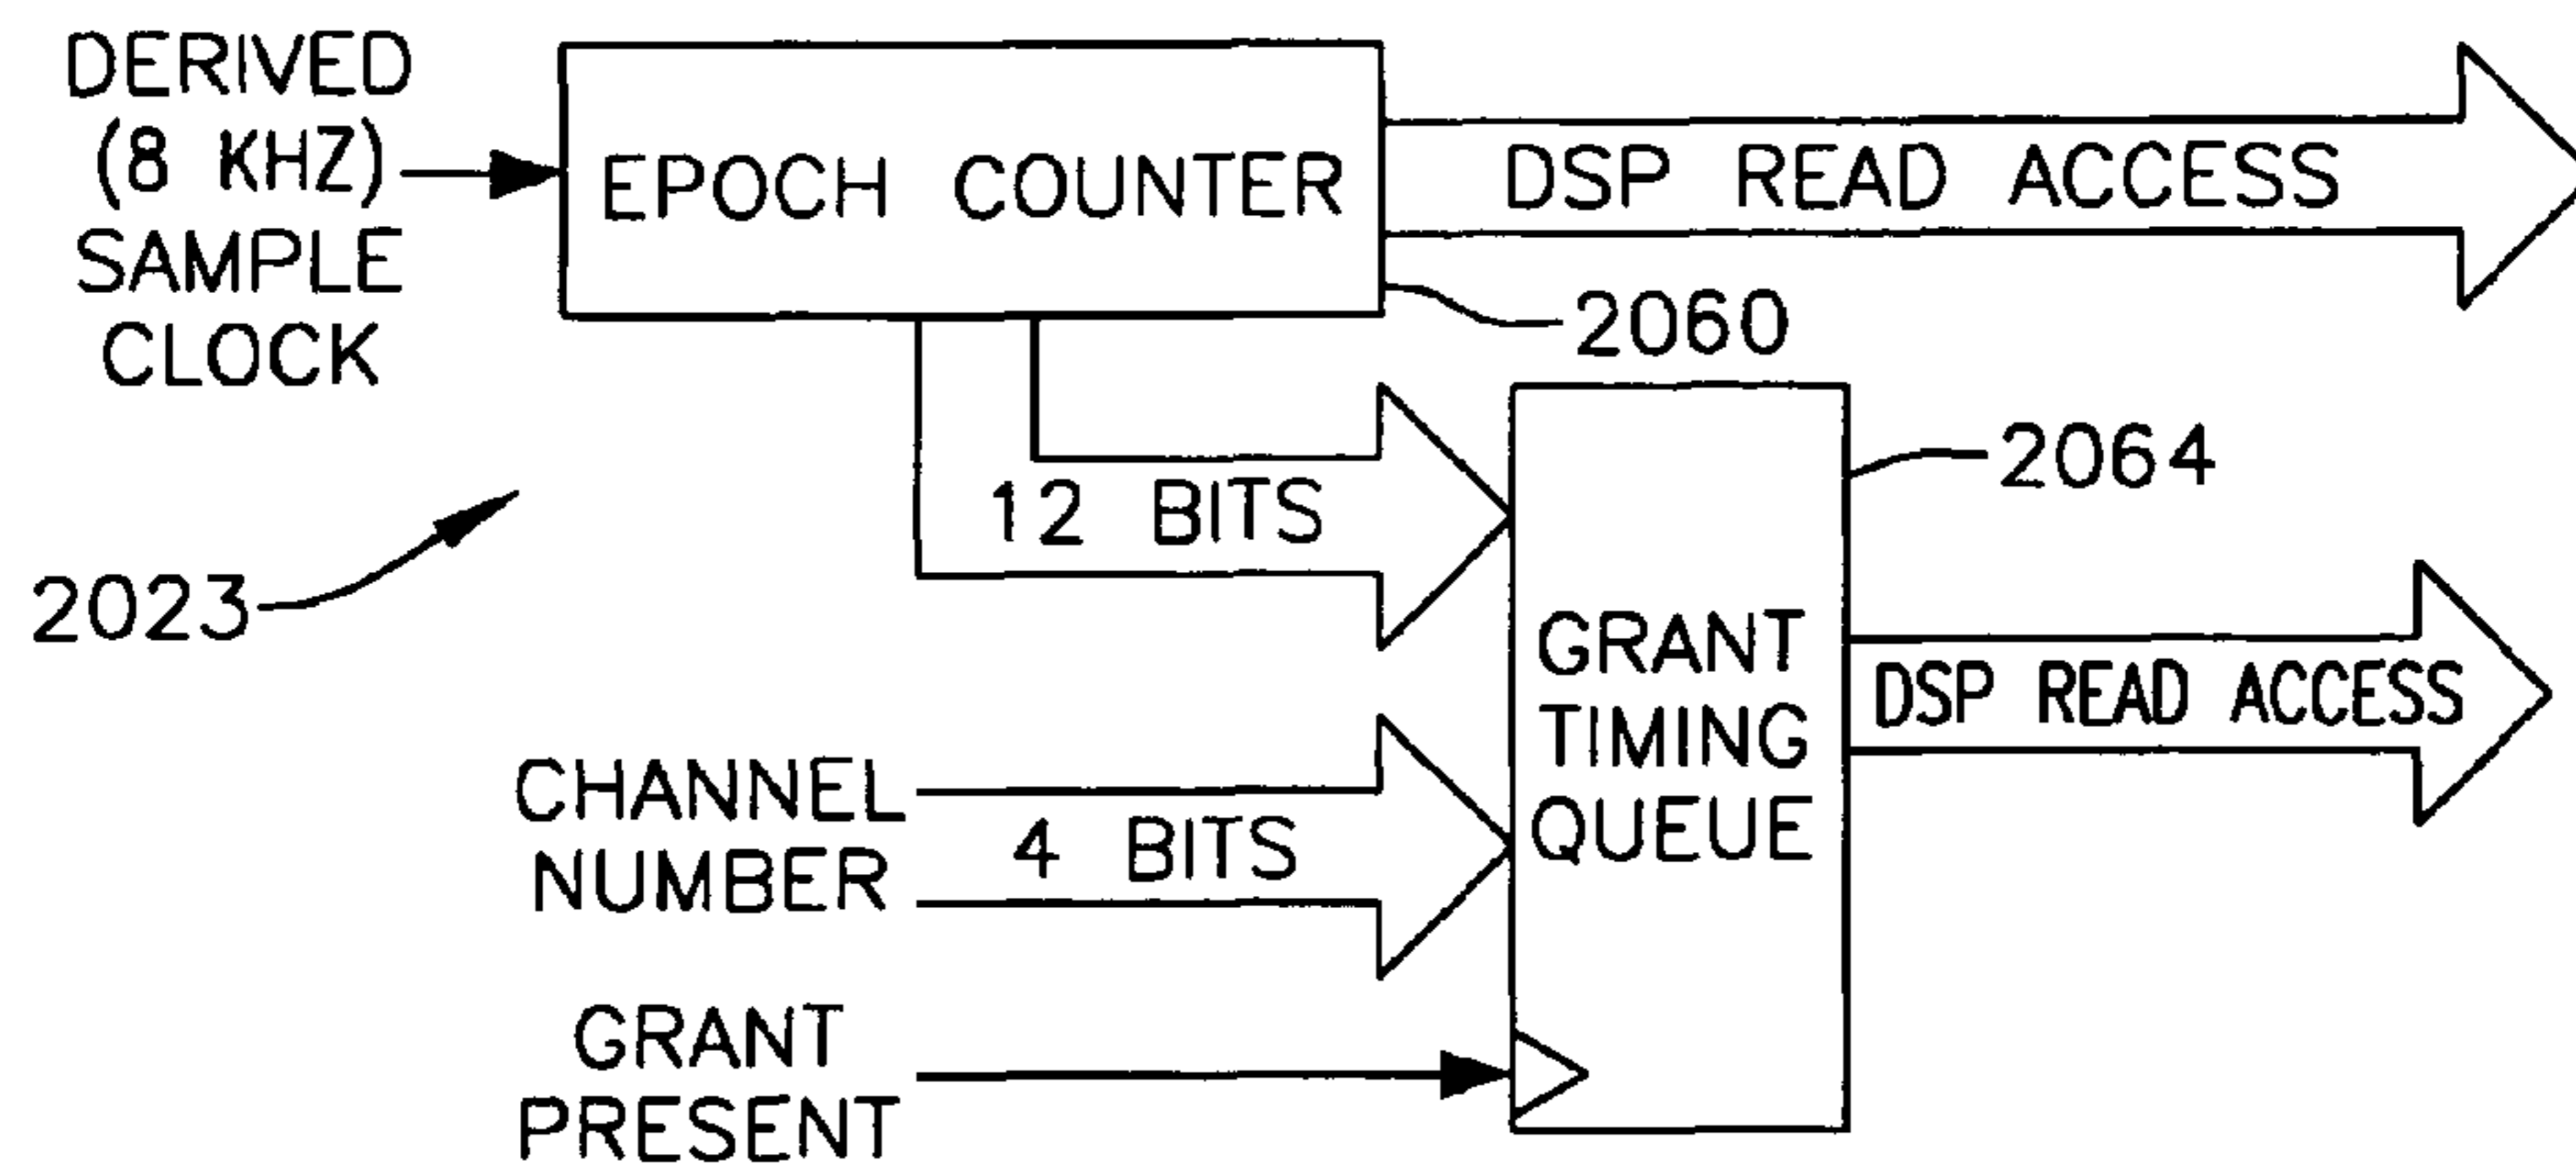 DERIVED
(8 KHZ)
SAMPLE
CLOCK
EPOCH COUNTER
DSP READ ACCESS
2060
12 BITS
2064
2023
GRANT
TIMING
QUEUE
DSP READ ACCESS
CHANNEL
NUMBER
4 BITS
GRANT
PRESENT